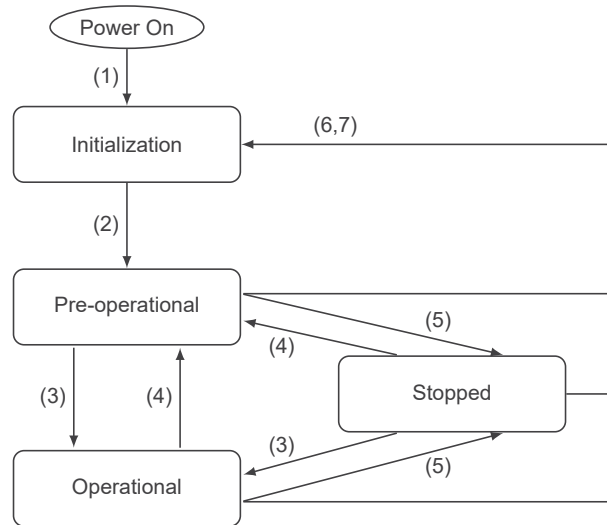 Power On
(1)
Initialization
(6,7)
(2)
Pre-operational
(5)
(4)
(3)
(4)
Stopped
(3)
(5)
Operational